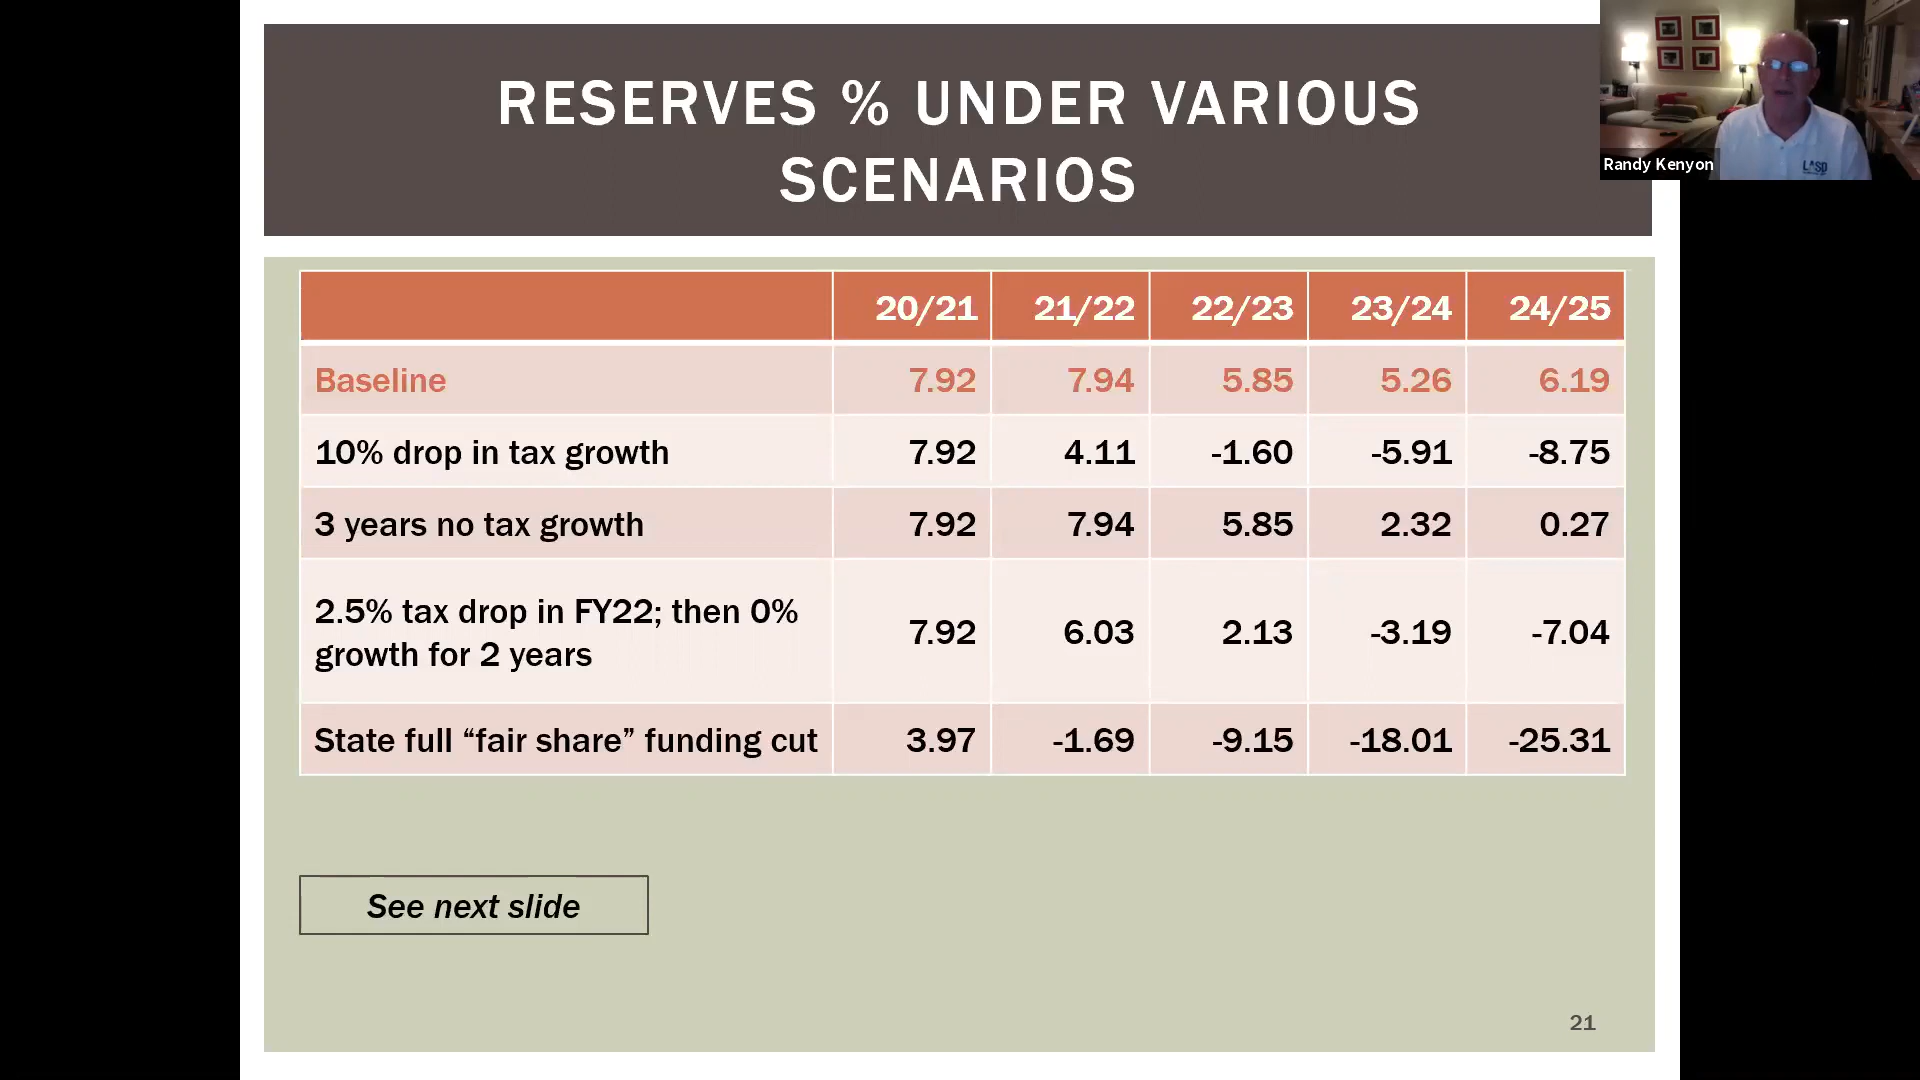 RESERVES % UNDER VARIOUS
SCENARIOS
Randy Kenyon
LASD
20/21 21/22 22/23 23/24 24/25
Baseline 7.92 7.94 5.85 5.26 6.19
10% drop in tax growth 7.92 4.11 -1.60 -5.91 -8.75
3 years no tax growth 7.92 7.94 5.85 2.32 0.27
2.5% tax drop in FY22; then 0%
growth for 2 years 7.92 6.03 2.13 -3.19 -7.04
State full “fair share” funding cut 3.97 -1.69 -9.15 -18.01 -25.31
See next slide
21